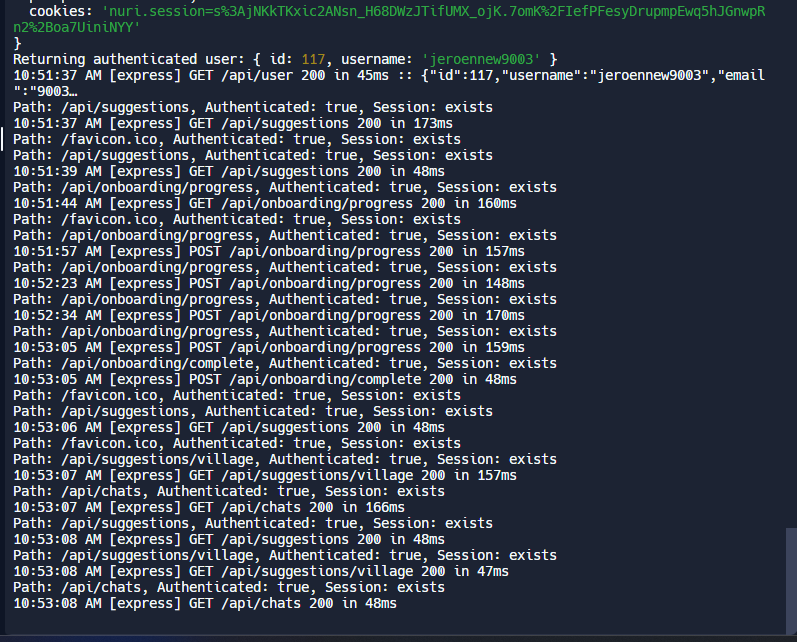 cookies: 'nuri.session=s%3AjNKkTKxic2ANsn_H68DWzJTifUMX_ojK.7omK%2FIefPFesyDrupmpEwq5hJGnwpR
n2%2Boa7UiniNYY'
}
Returning authenticated user: { id: 117, username: 'jeroennew9003' }
10:51:37 AM [express] GET /api/user 200 in 45ms :: {"id":117,"username":"jeroennew9003","email
":"9003…
Path: /api/suggestions, Authenticated: true, Session: exists
10:51:37 AM [express] GET /api/suggestions 200 in 173ms
Path: /favicon.ico, Authenticated: true, Session: exists
Path: /api/suggestions, Authenticated: true, Session: exists
10:51:39 AM [express] GET /api/suggestions 200 in 48ms
Path: /api/onboarding/progress, Authenticated: true, Session: exists
10:51:44 AM [express] GET /api/onboarding/progress 200 in 160ms
Path: /favicon.ico, Authenticated: true, Session: exists
Path: /api/onboarding/progress, Authenticated: true, Session: exists
10:51:57 AM [express] POST /api/onboarding/progress 200 in 157ms
Path: /api/onboarding/progress, Authenticated: true, Session: exists
10:52:23 AM [express] POST /api/onboarding/progress 200 in 148ms
Path: /api/onboarding/progress, Authenticated: true, Session: exists
10:52:34 AM [express] POST /api/onboarding/progress 200 in 170ms
Path: /api/onboarding/progress, Authenticated: true, Session: exists
10:53:05 AM [express] POST /api/onboarding/progress 200 in 159ms
Path: /api/onboarding/complete, Authenticated: true, Session: exists
10:53:05 AM [express] POST /api/onboarding/complete 200 in 48ms
Path: /favicon.ico, Authenticated: true, Session: exists
Path: /api/suggestions, Authenticated: true, Session: exists
10:53:06 AM [express] GET /api/suggestions 200 in 48ms
Path: /favicon.ico, Authenticated: true, Session: exists
Path: /api/suggestions/village, Authenticated: true, Session: exists
10:53:07 AM [express] GET /api/suggestions/village 200 in 157ms
Path: /api/chats, Authenticated: true, Session: exists
10:53:07 AM [express] GET /api/chats 200 in 166ms
Path: /api/suggestions, Authenticated: true, Session: exists
10:53:08 AM [express] GET /api/suggestions 200 in 48ms
Path: /api/suggestions/village, Authenticated: true, Session: exists
10:53:08 AM [express] GET /api/suggestions/village 200 in 47ms
Path: /api/chats, Authenticated: true, Session: exists
10:53:08 AM [express] GET /api/chats 200 in 48ms